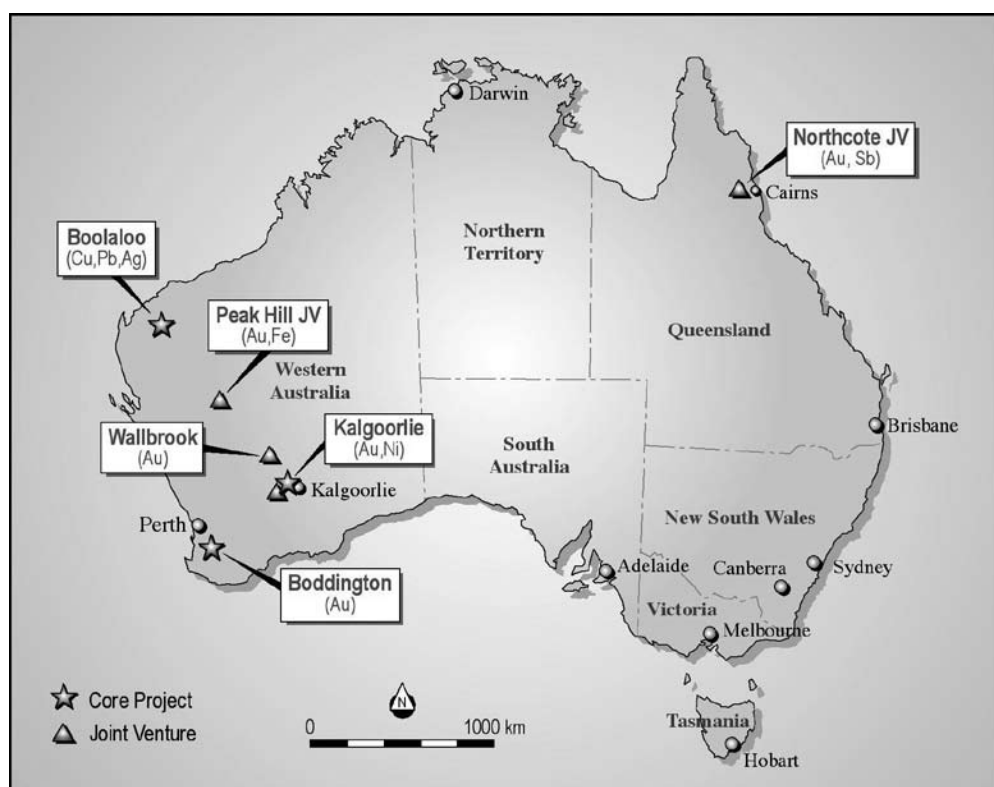 Darwin
Northcote JV
(Au, Sb)
Cairns
Boolaloo
(Cu,Pb,Ag)
Northern
Territory
Peak Hill JV
(Au,Fe)
Queensland
Western
Australia
Wallbrook
(Au)
Kalgoorlie
(Au,Ni)
Brisbane
South
Australia
Kalgoorlie
Perth
New South Wales
Boddington
(Au)
Adelaide
Canberra
Sydney
Victoria
Melbourne
Core Project
N
Joint Venture
0
1000 km
Tasmania
Hobart